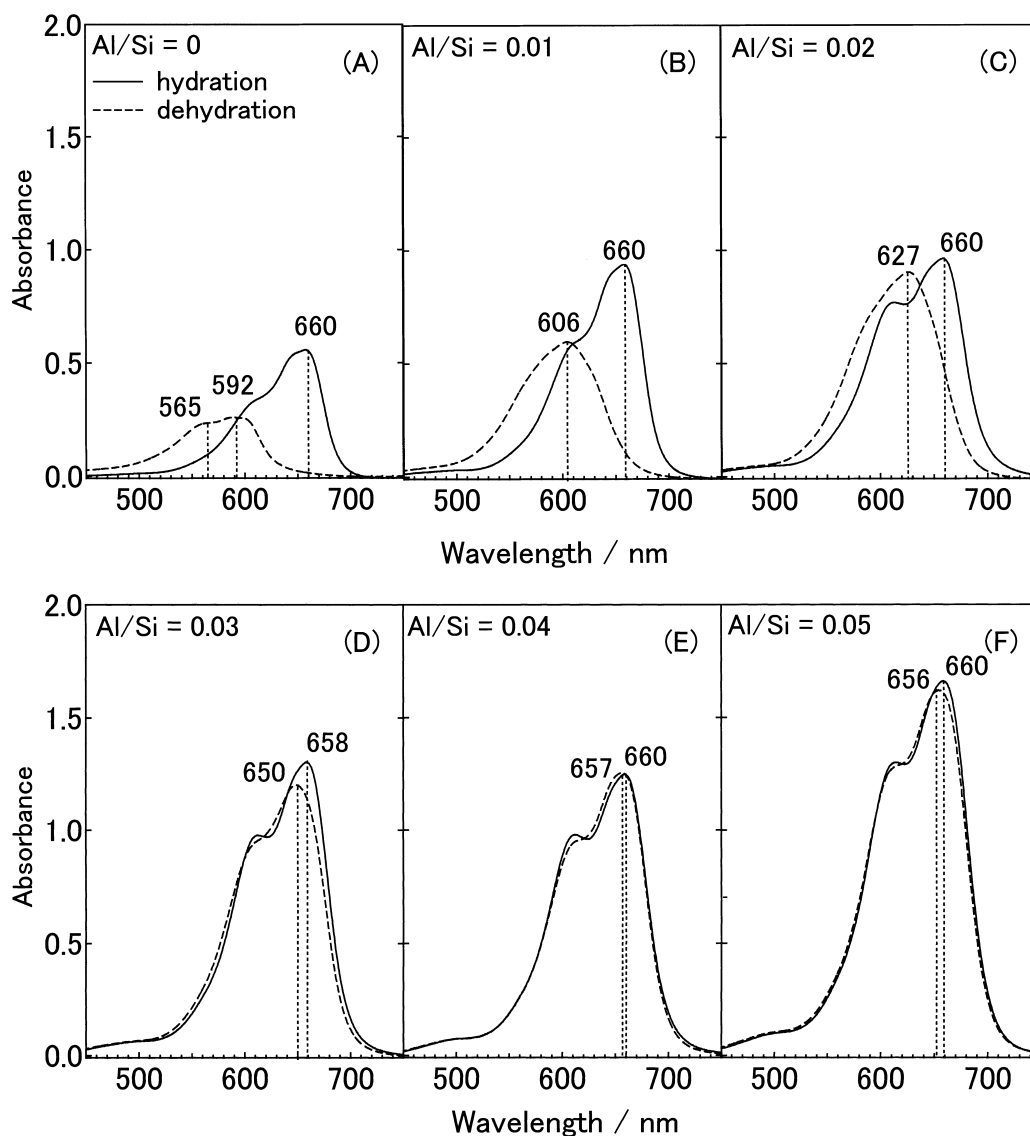 2.0
Al/Si = 0
(A)
hydration
dehydration
Al/Si = 0.01
(B)
Al/Si = 0.02
(C)
1.5
1.0
0.5
0.0
Absorbance
565
592
660
606
660
627
660
500 600 700 500 600 700 500 600 700
Wavelength / nm
2.0
Al/Si = 0.03
(D)
Al/Si = 0.04
(E)
Al/Si = 0.05
(F)
1.5
1.0
0.5
0.0
Absorbance
650
658
657
660
656
660
500 600 700 500 600 700 500 600 700
Wavelength / nm